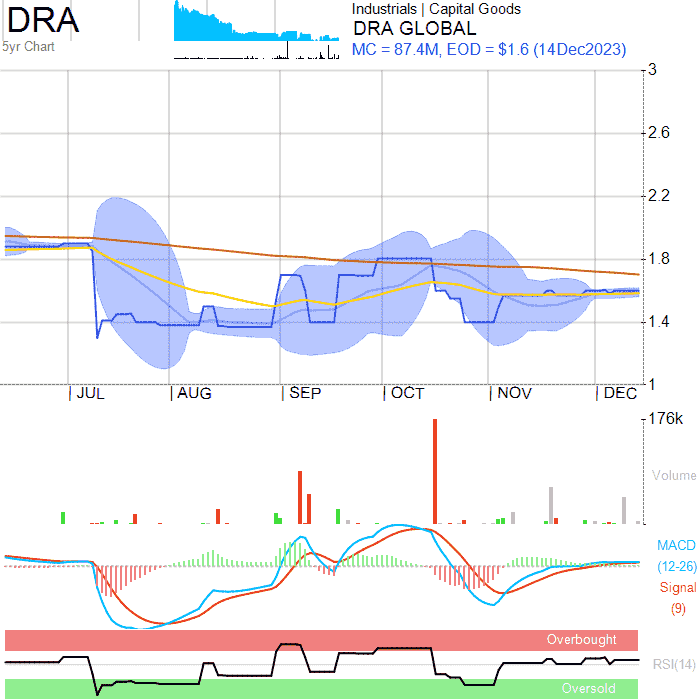 DRA
5yr Chart
Industrials | Capital Goods
DRA GLOBAL
MC = 87.4M, EOD = $1.6 (14Dec2023)
3
2.6
2.2
1.8
1.4
1
| JUL | AUG | SEP | OCT | NOV | DEC
176k
Volume
MACD
(12-26)
Signal
(9)
Overbought
RSI(14)
Oversold